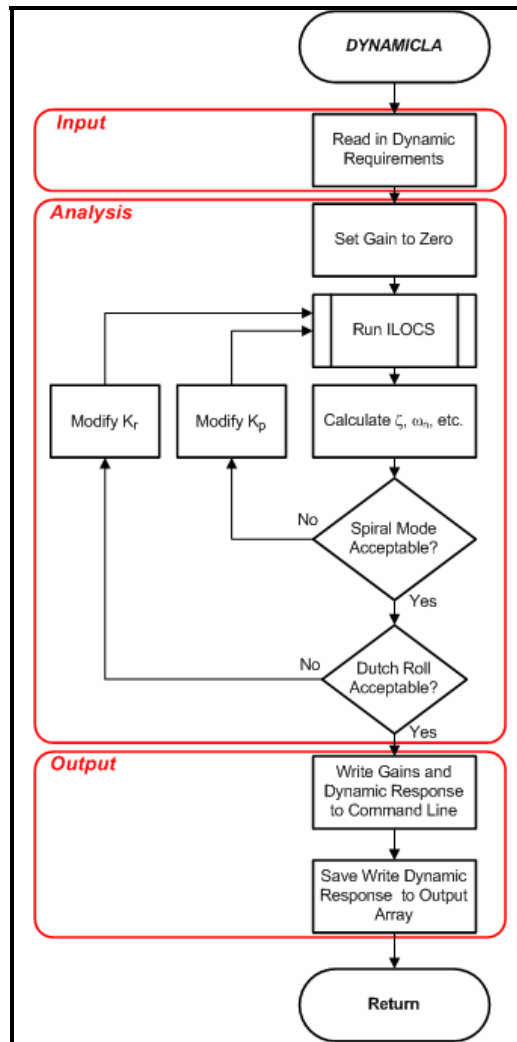 DYNAMICLA
Input
Read in Dynamic
Requirements
Analysis
Set Gain to Zero
Run ILOCS
Modify Kr
Modify Kp
Calculate ζ, ωn, etc.
No
Spiral Mode
Acceptable?
Yes
No
Dutch Roll
Acceptable?
Yes
Output
Write Gains and
Dynamic Response
to Command Line
Save Write Dynamic
Response to Output
Array
Return